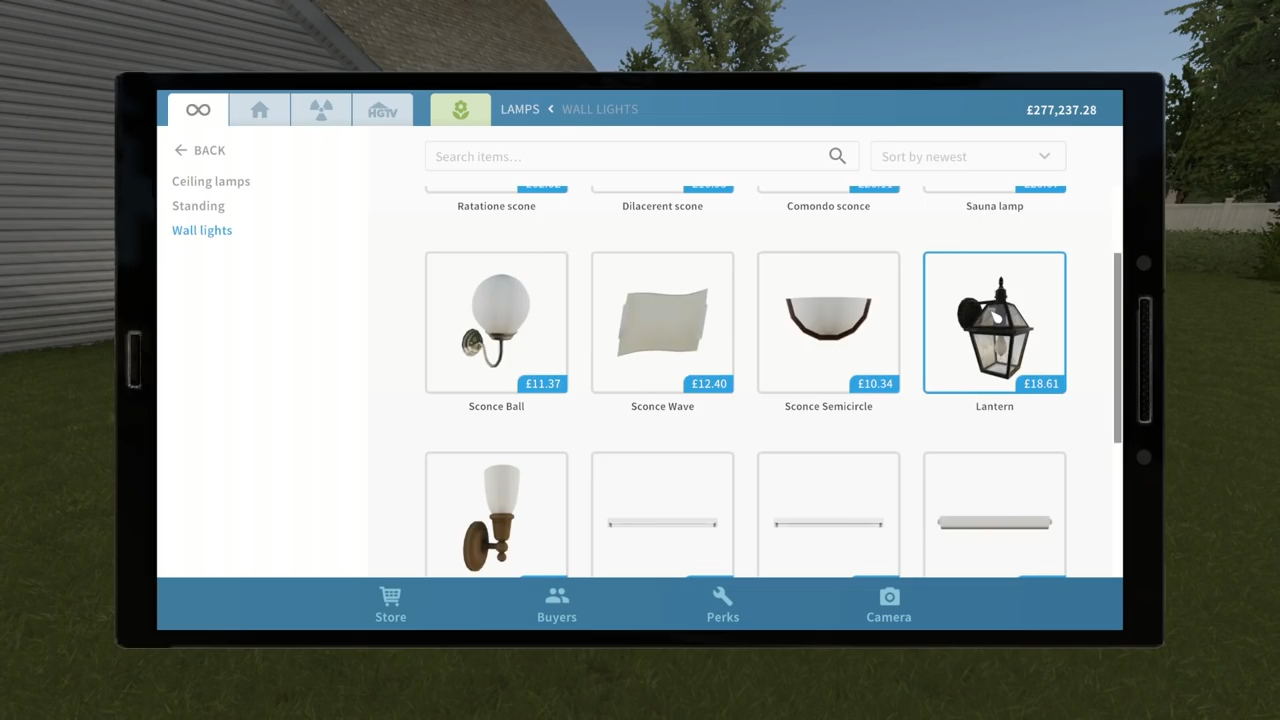 HGTV
LAMPS < WALL LIGHTS
£277,237.28
BACK
Search items...
Sort by newest
Ceiling lamps
Standing
Wall lights
Ratatione scone
Dilacerent scone
Comondo sconce
Sauna lamp
£11.37
£12.40
£10.34
£18.61
Sconce Ball
Sconce Wave
Sconce Semicircle
Lantern
Store
Buyers
Perks
Camera